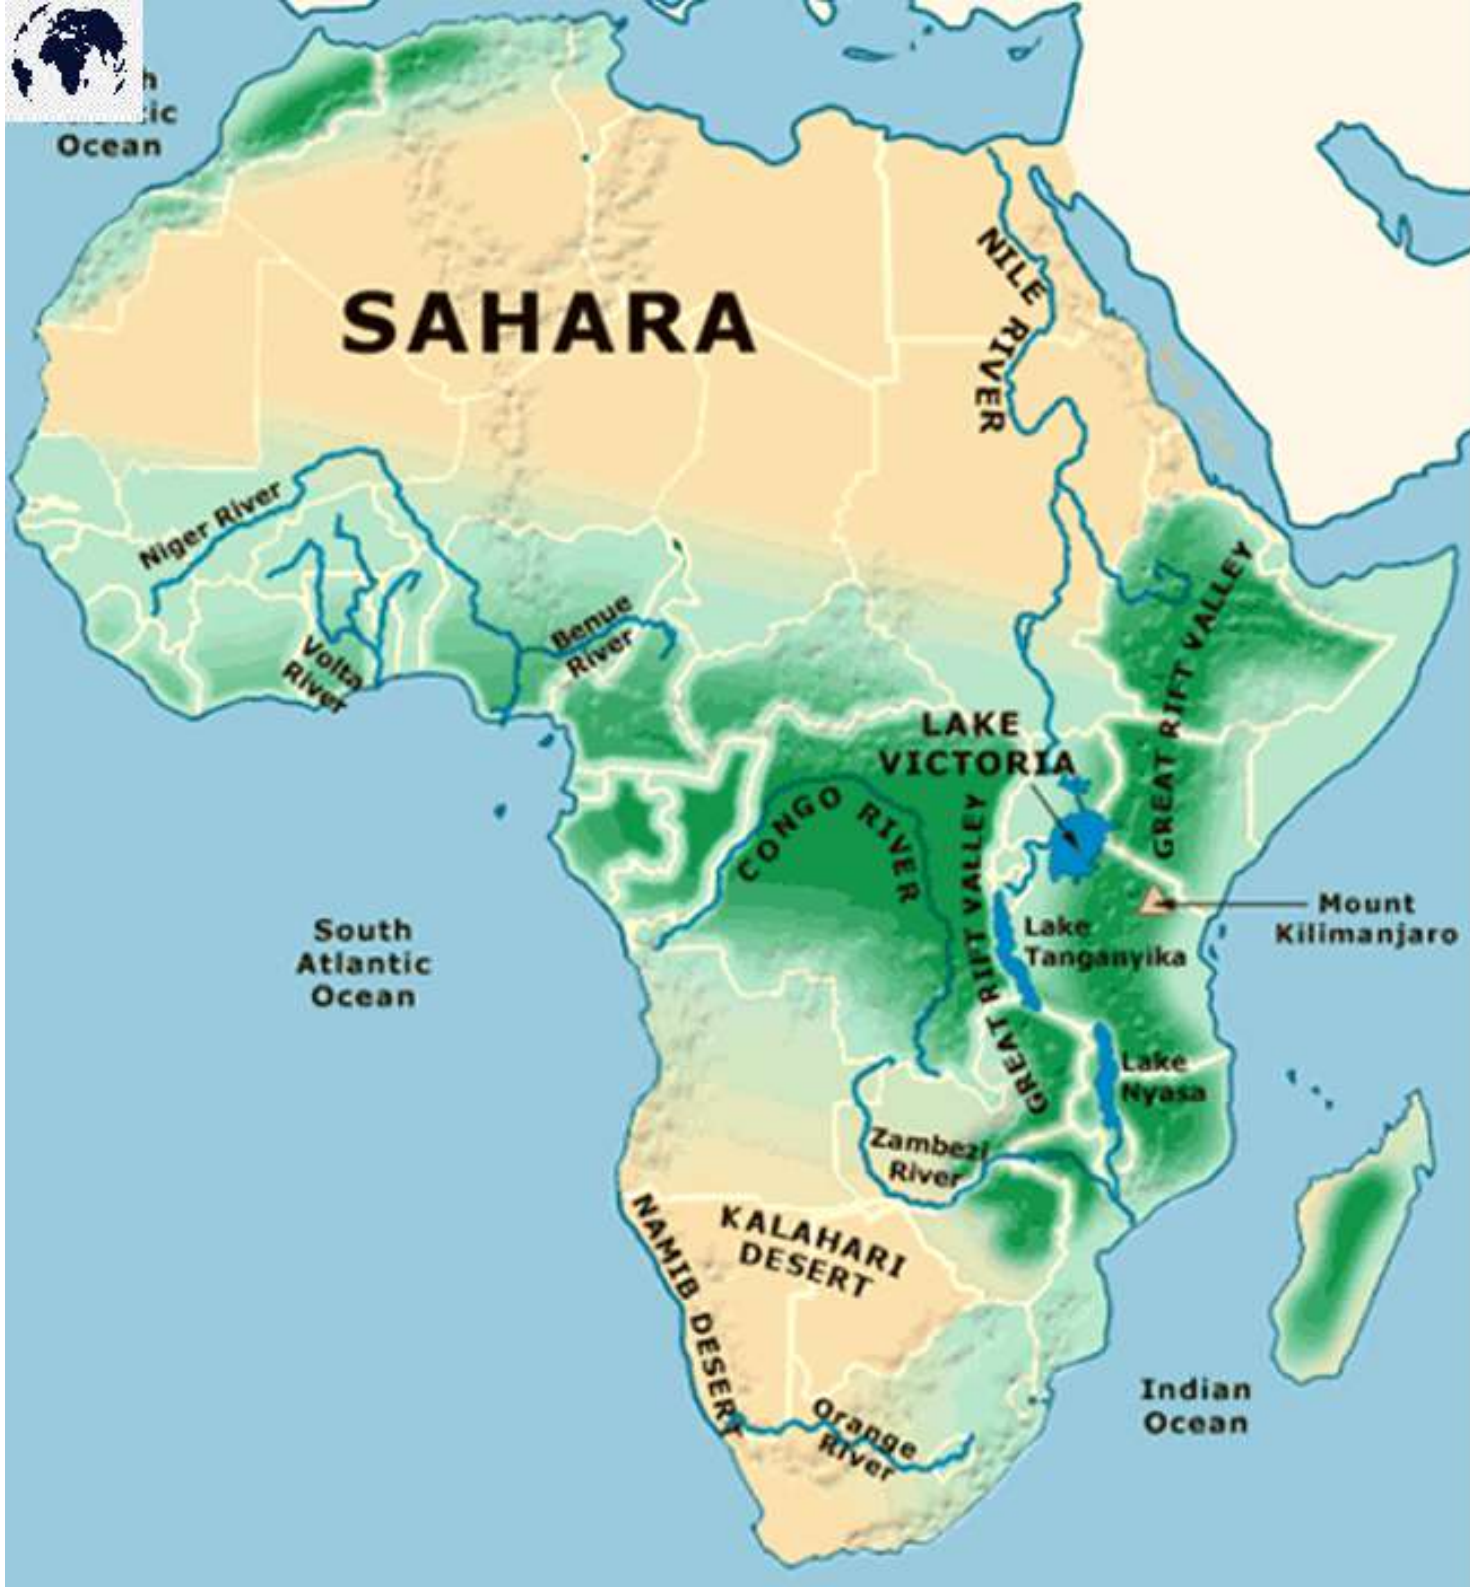 Ocean
SAHARA
NILE RIVER
Niger River
Benue
River
Volta
River
GREAT RIFT VALLEY
LAKE
VICTORIA
CONGO RIVER
GREAT RIFT VALLEY
Mount
Kilimanjaro
Lake
Tanganyika
South
Atlantic
Ocean
Lake
Nyasa
Zambezi
River
KALAHARI
DESERT
NAMIB DESERT
Orange
River
Indian
Ocean